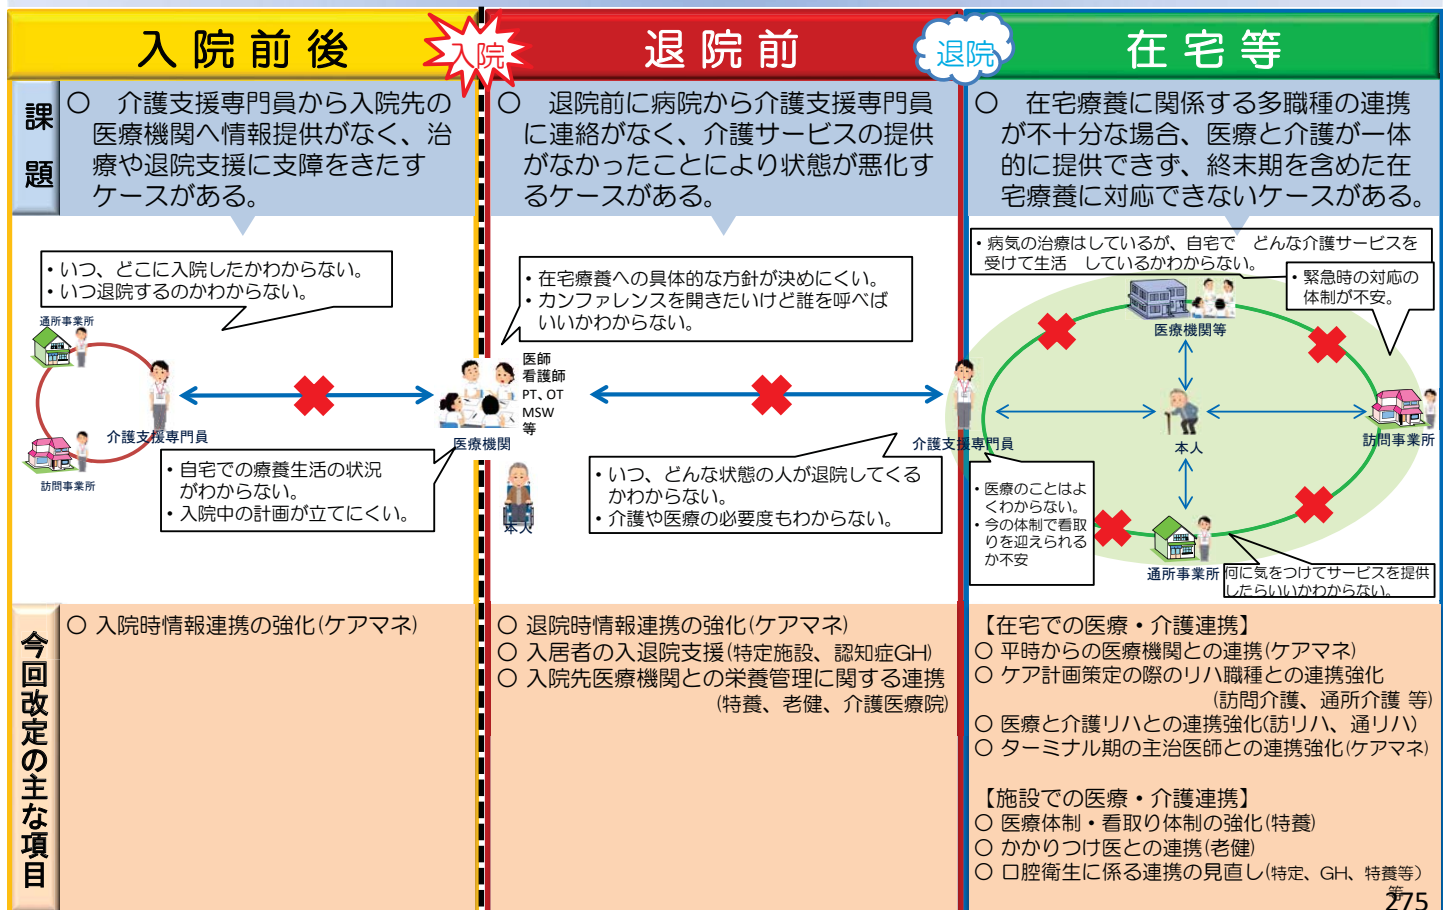 入院前後
入院
退院前
退院
在宅等
課題
○　介護支援専門員から入院先の
医療機関へ情報提供がなく、治
療や退院支援に支障をきたす
ケースがある。
○　退院前に病院から介護支援専門員
に連絡がなく、介護サービスの提供
がなかったことにより状態が悪化す
るケースがある。
○　在宅療養に関係する多職種の連携
が不十分な場合、医療と介護が一体
的に提供できず、終末期を含めた在
宅療養に対応できないケースがある。
・いつ、どこに入院したかわからない。
・いつ退院するのかわからない。
通所事業所
介護支援専門員
訪問事業所
・自宅での療養生活の状況
がわからない。
・入院中の計画が立てにくい。
・在宅療養への具体的な方針が決めにくい。
・カンファレンスを開きたいけど誰を呼べば
いいかわからない。
医師
看護師
PT、OT
MSW
等
医療機関
本人
・いつ、どんな状態の人が退院してくる
かわからない。
・介護や医療の必要度もわからない。
介護支援専門員
・病気の治療はしているが、自宅で　どんな介護サービスを
受けて生活　しているかわからない。
・緊急時の対応の
体制が不安。
医療機関等
本人
訪問事業所
・医療のことはよ
くわからない。
・今の体制で看取
りを迎えられる
か不安
通所事業所
何に気をつけてサービスを提供
したらいいかわからない。
今回改定の主な項目
○ 入院時情報連携の強化(ケアマネ)
○ 退院時情報連携の強化(ケアマネ)
○ 入居者の入退院支援(特定施設、認知症GH)
○ 入院先医療機関との栄養管理に関する連携
(特養、老健、介護医療院)
【在宅での医療・介護連携】
○ 平時からの医療機関との連携(ケアマネ)
○ ケア計画策定の際のリハ職種との連携強化
(訪問介護、通所介護 等)
○ 医療と介護リハとの連携強化(訪リハ、通リハ)
○ ターミナル期の主治医師との連携強化(ケアマネ)
【施設での医療・介護連携】
○ 医療体制・看取り体制の強化(特養)
○ かかりつけ医との連携(老健)
○ 口腔衛生に係る連携の見直し(特定、GH、特養等)
等
275